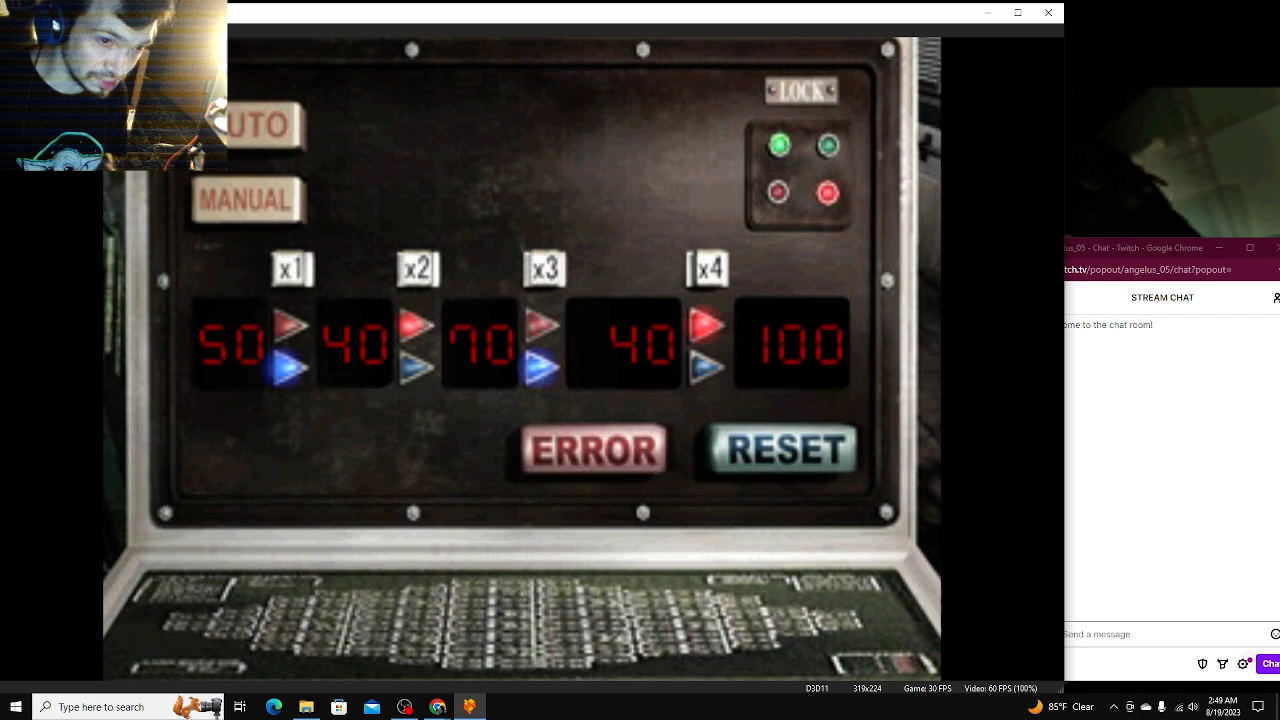 LOCK
UTO
MANUAL
x1 x2 x3 x4
50 40 70 40 100
ERROR RESET
lus_05 - Chat - Twitch - Google Chrome
tch.tv/popout/angelus_05/chat?popout=
STREAM CHAT
ome to the chat room!
Send a message
Cha
D3D11 319x224 Game: 30 FPS Video: 60 FPS (100%)
Type here to search
85°F
2:49 AM
8/19/2023